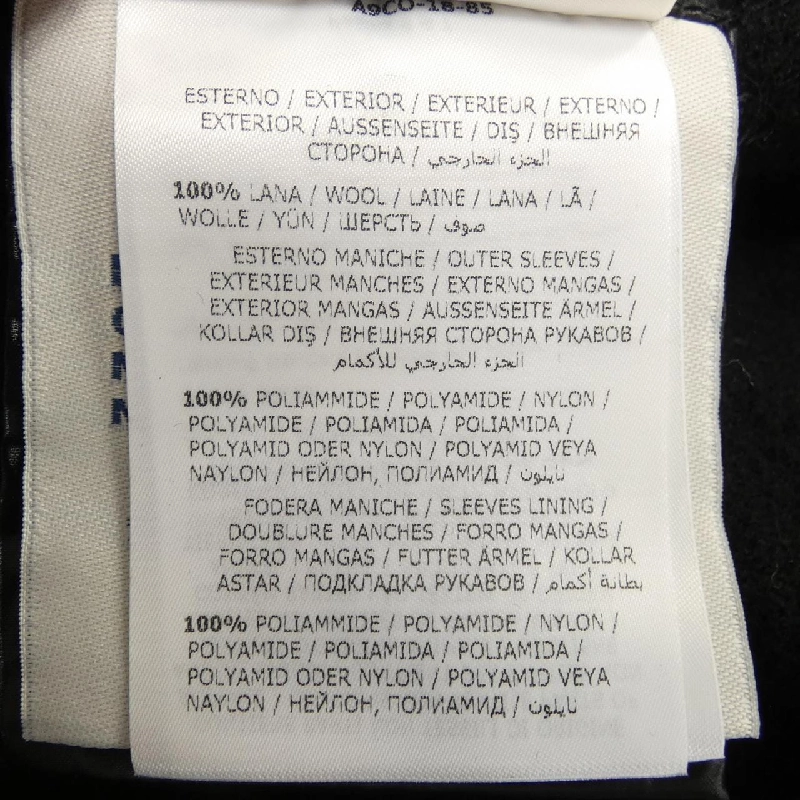 A9CO-18-85
ESTERNO / EXTERIOR / EXTERIEUR / EXTERNO /
EXTERIOR / AUSSENSEITE / DIŞ / ВНЕШНЯЯ
СТОРОНА / الجزء الخارجي
100% LANA / WOOL / LAINE / LANA / LÃ /
WOLLE / YÜN / ШЕРСТЬ / صوف
ESTERNO MANICHE / OUTER SLEEVES /
EXTERIEUR MANCHES / EXTERNO MANGAS /
EXTERIOR MANGAS / AUSSENSEITE ÄRMEL /
KOLLAR DIŞ / ВНЕШНЯЯ СТОРОНА РУКАВОВ /
الجزء الخارجي للأكمام
100% POLIAMMIDE / POLYAMIDE / NYLON /
POLYAMIDE / POLIAMIDA / POLIAMIDA /
POLYAMID ODER NYLON / POLYAMID VEYA
NAYLON / НЕЙЛОН, ПОЛИАМИД / نايلون
FODERA MANICHE / SLEEVES LINING /
DOUBLURE MANCHES / FORRO MANGAS /
FORRO MANGAS / FUTTER ÄRMEL / KOLLAR
ASTAR / ПОДКЛАДКА РУКАВОВ / بطانة أكمام
100% POLIAMMIDE / POLYAMIDE / NYLON /
POLYAMIDE / POLIAMIDA / POLIAMIDA /
POLYAMID ODER NYLON / POLYAMID VEYA
NAYLON / НЕЙЛОН, ПОЛИАМИД / نايلون